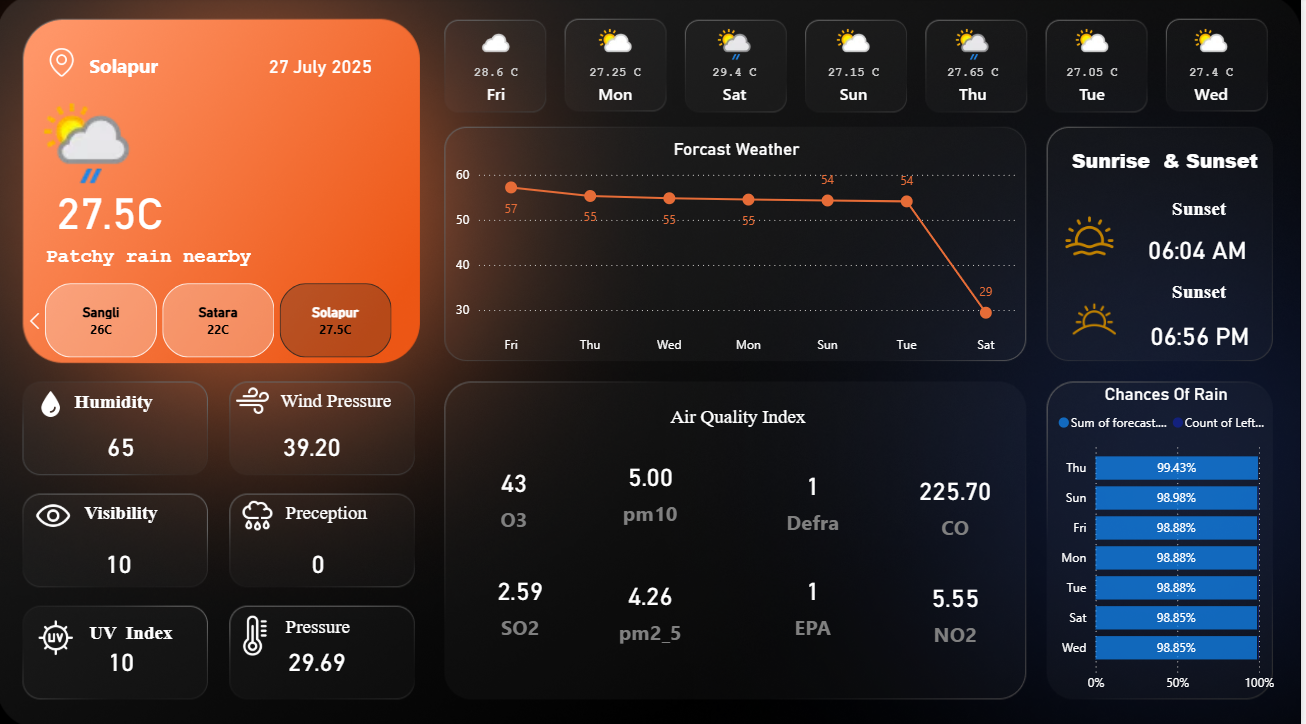 Solapur
27 July 2025
27.5C
Patchy rain nearby
Sangli
26C
Satara
22C
Solapur
27.5C
28.6 C
Fri
27.25 C
Mon
29.4 C
Sat
27.15 C
Sun
27.65 C
Thu
27.05 C
Tue
27.4 C
Wed
Forcast Weather
60
50
40
30
57
55
55
55
54
54
29
Fri Thu Wed Mon Sun Tue Sat
Sunrise & Sunset
Sunset
06:04 AM
Sunset
06:56 PM
Humidity
65
Wind Pressure
39.20
Visibility
10
Preception
0
UV Index
UV
10
Pressure
29.69
Air Quality Index
43
O3
5.00
pm10
1
Defra
225.70
CO
2.59
SO2
4.26
pm2_5
1
EPA
5.55
NO2
Chances Of Rain
Sum of forecast.... Count of Left...
Thu 99.43%
Sun 98.98%
Fri 98.88%
Mon 98.88%
Tue 98.88%
Sat 98.85%
Wed 98.85%
0% 50% 100%